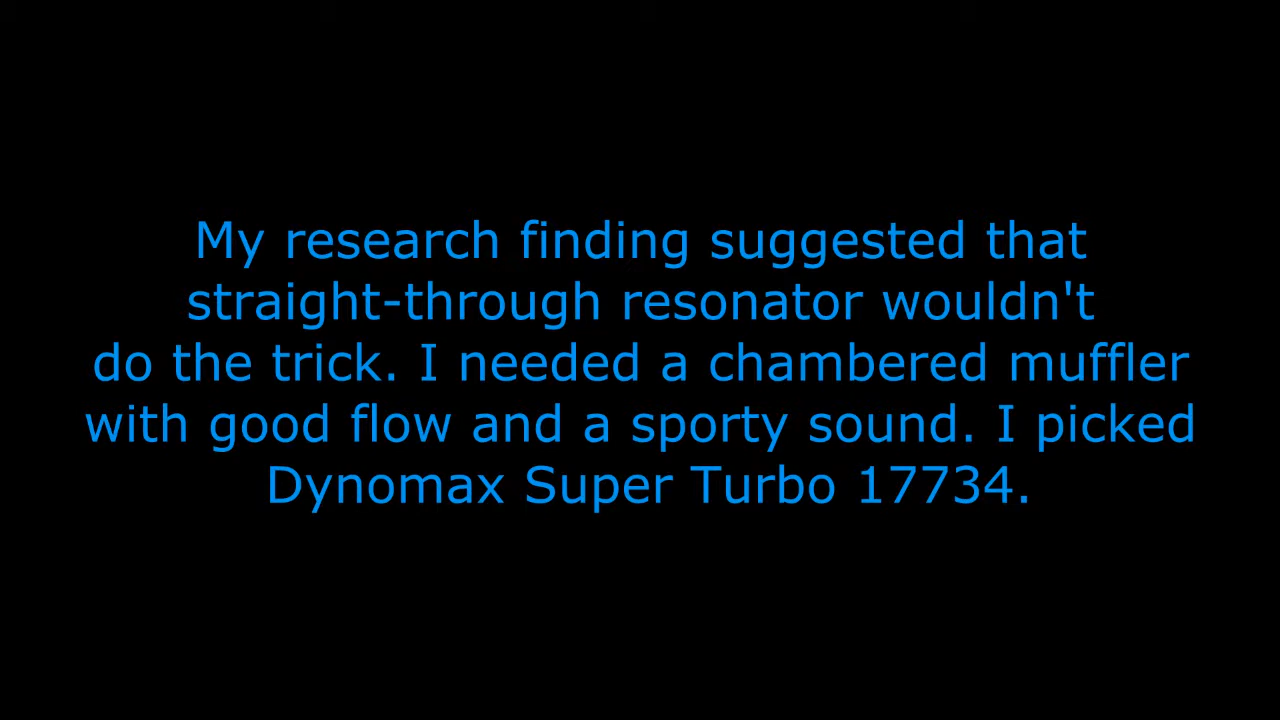 My research finding suggested that
straight-through resonator wouldn't
do the trick. I needed a chambered muffler
with good flow and a sporty sound. I picked
Dynomax Super Turbo 17734.